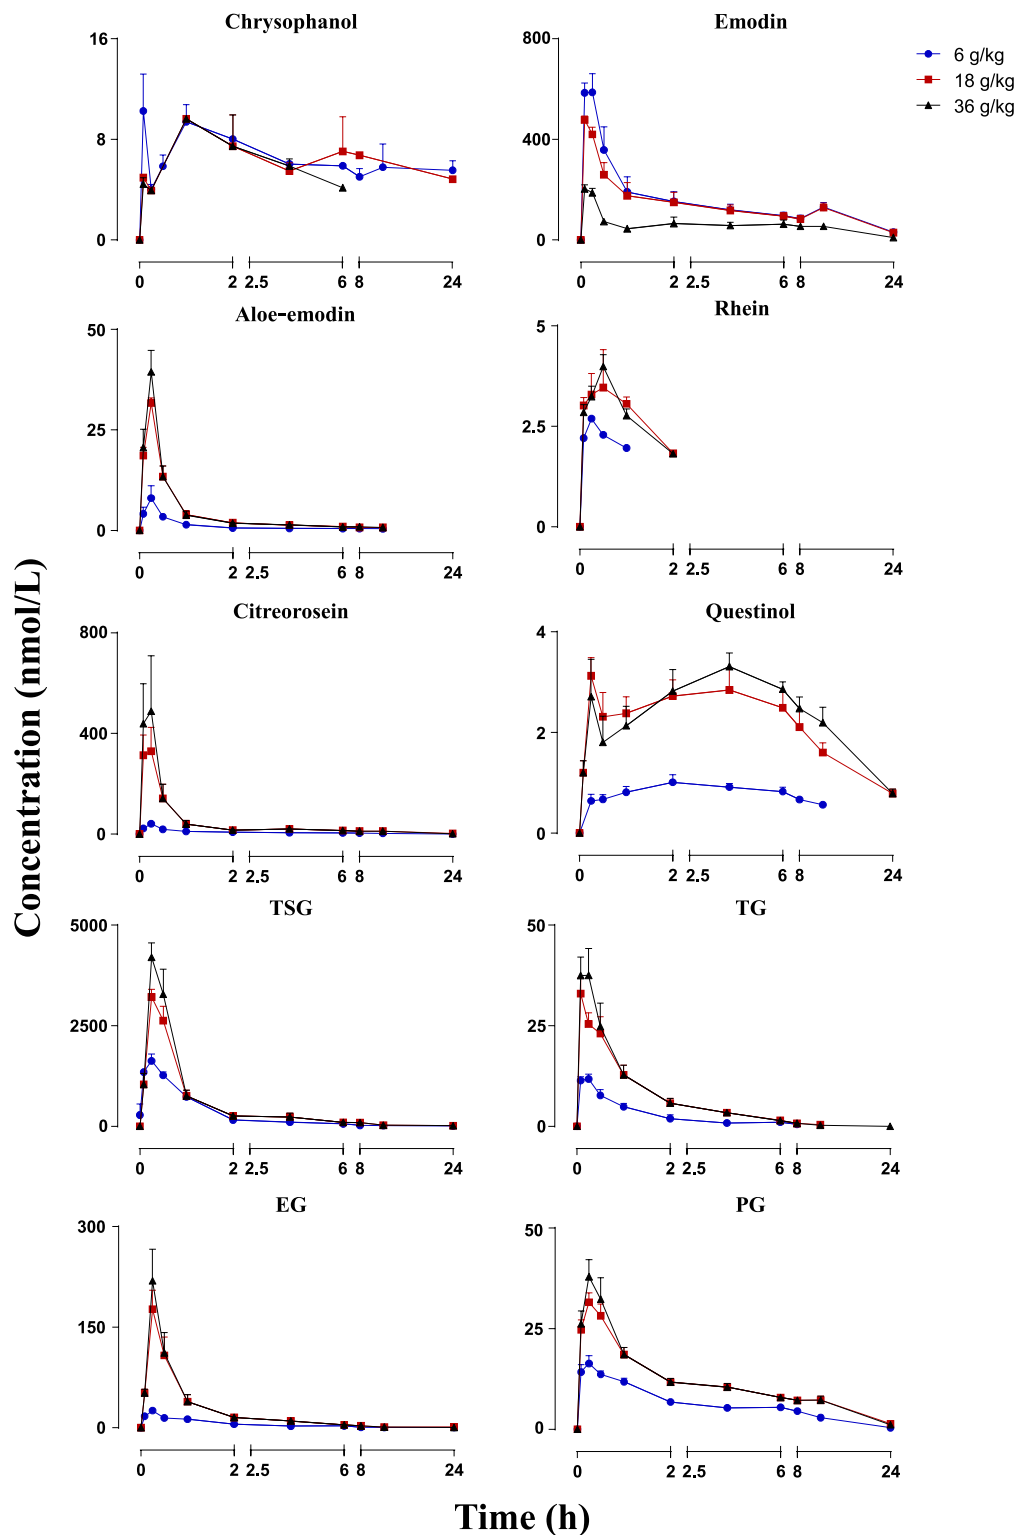 Chrysophanol
16
8
0
0 2 2.5 6 8 24
Emodin
800
400
0
0 2 2.5 6 8 24
6 g/kg
18 g/kg
36 g/kg
Aloe-emodin
50
25
0
0 2 2.5 6 8 24
Rhein
5
2.5
0
0 2 2.5 6 8 24
Citreorosein
800
400
0
0 2 2.5 6 8 24
Questinol
4
2
0
0 2 2.5 6 8 24
TSG
5000
2500
0
0 2 2.5 6 8 24
TG
50
25
0
0 2 2.5 6 8 24
EG
300
150
0
0 2 2.5 6 8 24
PG
50
25
0
0 2 2.5 6 8 24
Concentration (nmol/L)
Time (h)